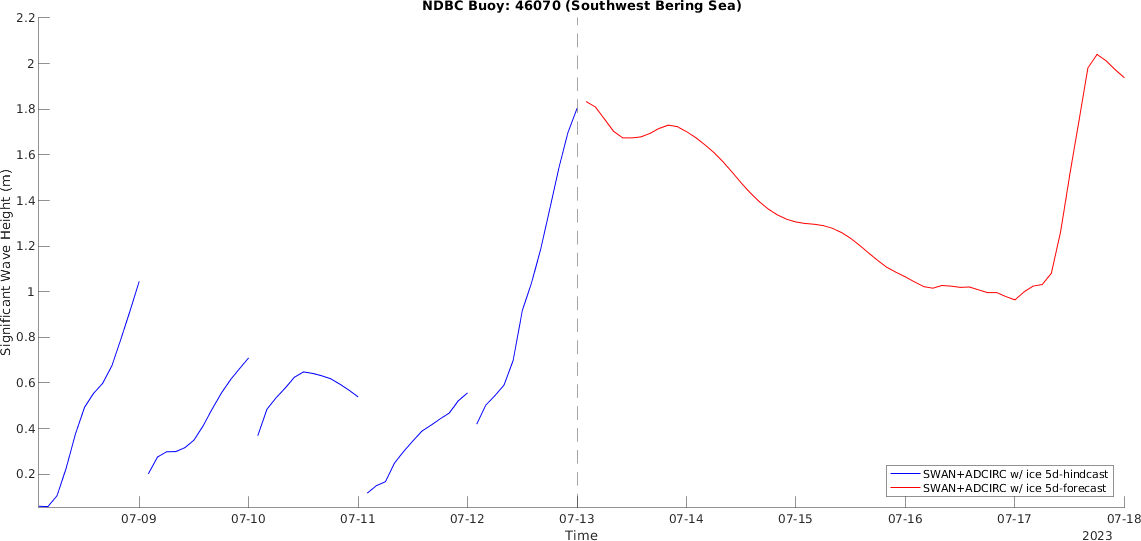 NDBC Buoy: 46070 (Southwest Bering Sea)
2.2
2
1.8
1.6
1.4
1.2
1
0.8
0.6
0.4
0.2
Significant Wave Height (m)
SWAN+ADCIRC w/ ice 5d-hindcast
SWAN+ADCIRC w/ ice 5d-forecast
07-09 07-10 07-11 07-12 07-13 07-14 07-15 07-16 07-17 07-18
Time
2023